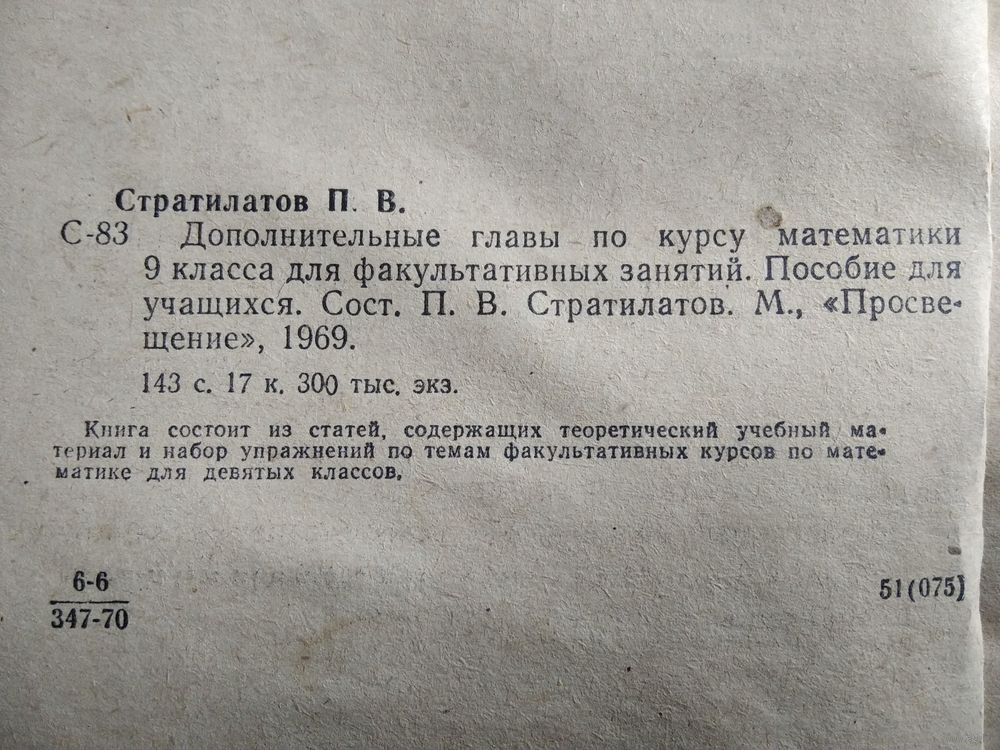 Стратилатов П. В.
С-83 Дополнительные главы по курсу математики
9 класса для факультативных занятий. Пособие для
учащихся. Сост. П. В. Стратилатов. М., «Просве-
щение», 1969.
143 с. 17 к. 300 тыс. экз.
Книга состоит из статей, содержащих теоретический учебный ма-
териал и набор упражнений по темам факультативных курсов по мате-
матике для девятых классов.
6-6
347-70
51(075)